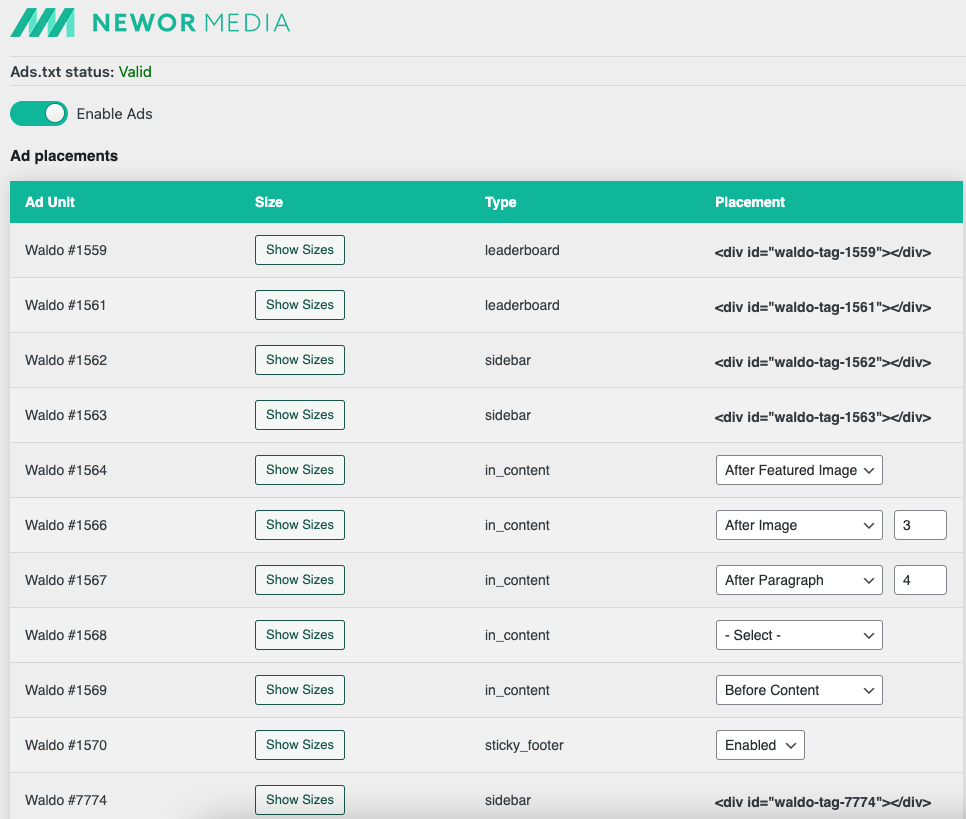 NEWOR MEDIA
Ads.txt status: Valid
Enable Ads
Ad placements
Ad Unit Size Type Placement
Waldo #1559 Show Sizes leaderboard <div id="waldo-tag-1559"></div>
Waldo #1561 Show Sizes leaderboard <div id="waldo-tag-1561"></div>
Waldo #1562 Show Sizes sidebar <div id="waldo-tag-1562"></div>
Waldo #1563 Show Sizes sidebar <div id="waldo-tag-1563"></div>
Waldo #1564 Show Sizes in_content After Featured Image
Waldo #1566 Show Sizes in_content After Image 3
Waldo #1567 Show Sizes in_content After Paragraph 4
Waldo #1568 Show Sizes in_content - Select -
Waldo #1569 Show Sizes in_content Before Content
Waldo #1570 Show Sizes sticky_footer Enabled
Waldo #7774 Show Sizes sidebar <div id="waldo-tag-7774"></div>